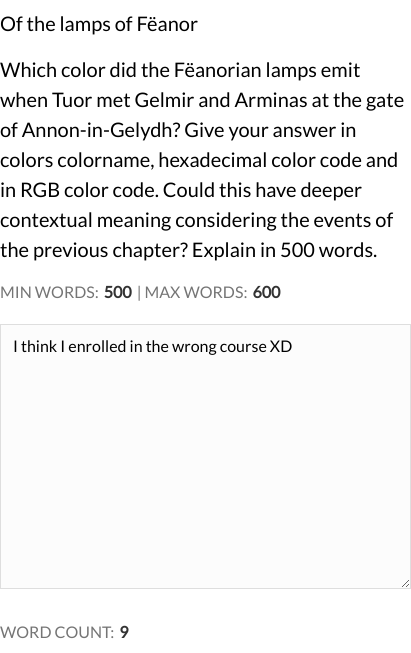 Of the lamps of Fëanor
Which color did the Fëanorian lamps emit
when Tuor met Gelmir and Arminas at the gate
of Annon-in-Gelydh? Give your answer in
colors colorname, hexadecimal color code and
in RGB color code. Could this have deeper
contextual meaning considering the events of
the previous chapter? Explain in 500 words.
MIN WORDS: 500 | MAX WORDS: 600
I think I enrolled in the wrong course XD
WORD COUNT: 9